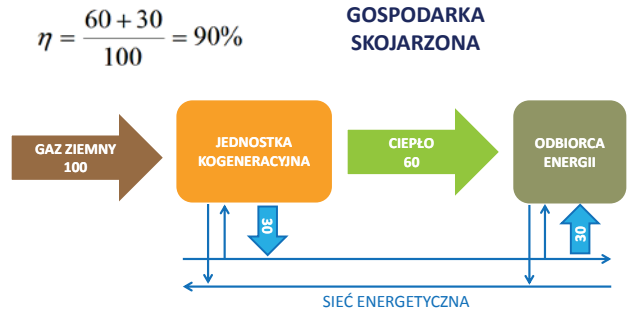 η = (60 + 30) / 100 = 90%
GOSPODARKA
SKOJARZONA
GAZ ZIEMNY
100
JEDNOSTKA
KOGENERACYJNA
CIEPŁO
60
ODBIORCA
ENERGII
30
30
SIEĆ ENERGETYCZNA